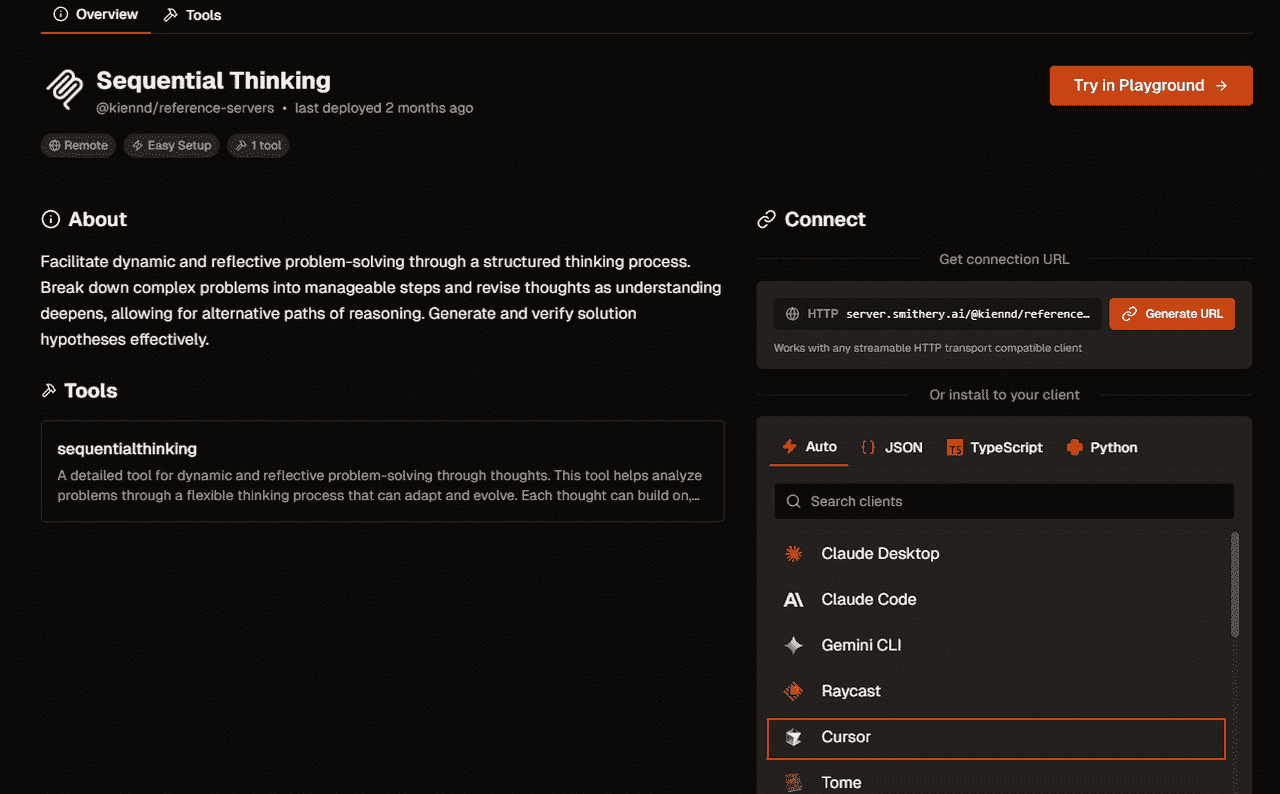 Overview Tools
Sequential Thinking
@kiennd/reference-servers • last deployed 2 months ago
Try in Playground →
Remote Easy Setup 1 tool
About
Facilitate dynamic and reflective problem-solving through a structured thinking process.
Break down complex problems into manageable steps and revise thoughts as understanding
deepens, allowing for alternative paths of reasoning. Generate and verify solution
hypotheses effectively.
Tools
sequentialthinking
A detailed tool for dynamic and reflective problem-solving through thoughts. This tool helps analyze
problems through a flexible thinking process that can adapt and evolve. Each thought can build on,...
Connect
Get connection URL
HTTP server.smithery.ai/@kiennd/reference…
Generate URL
Works with any streamable HTTP transport compatible client
Or install to your client
Auto {} JSON TS TypeScript Python
Search clients
Claude Desktop
Claude Code
Gemini CLI
Raycast
Cursor
Tome